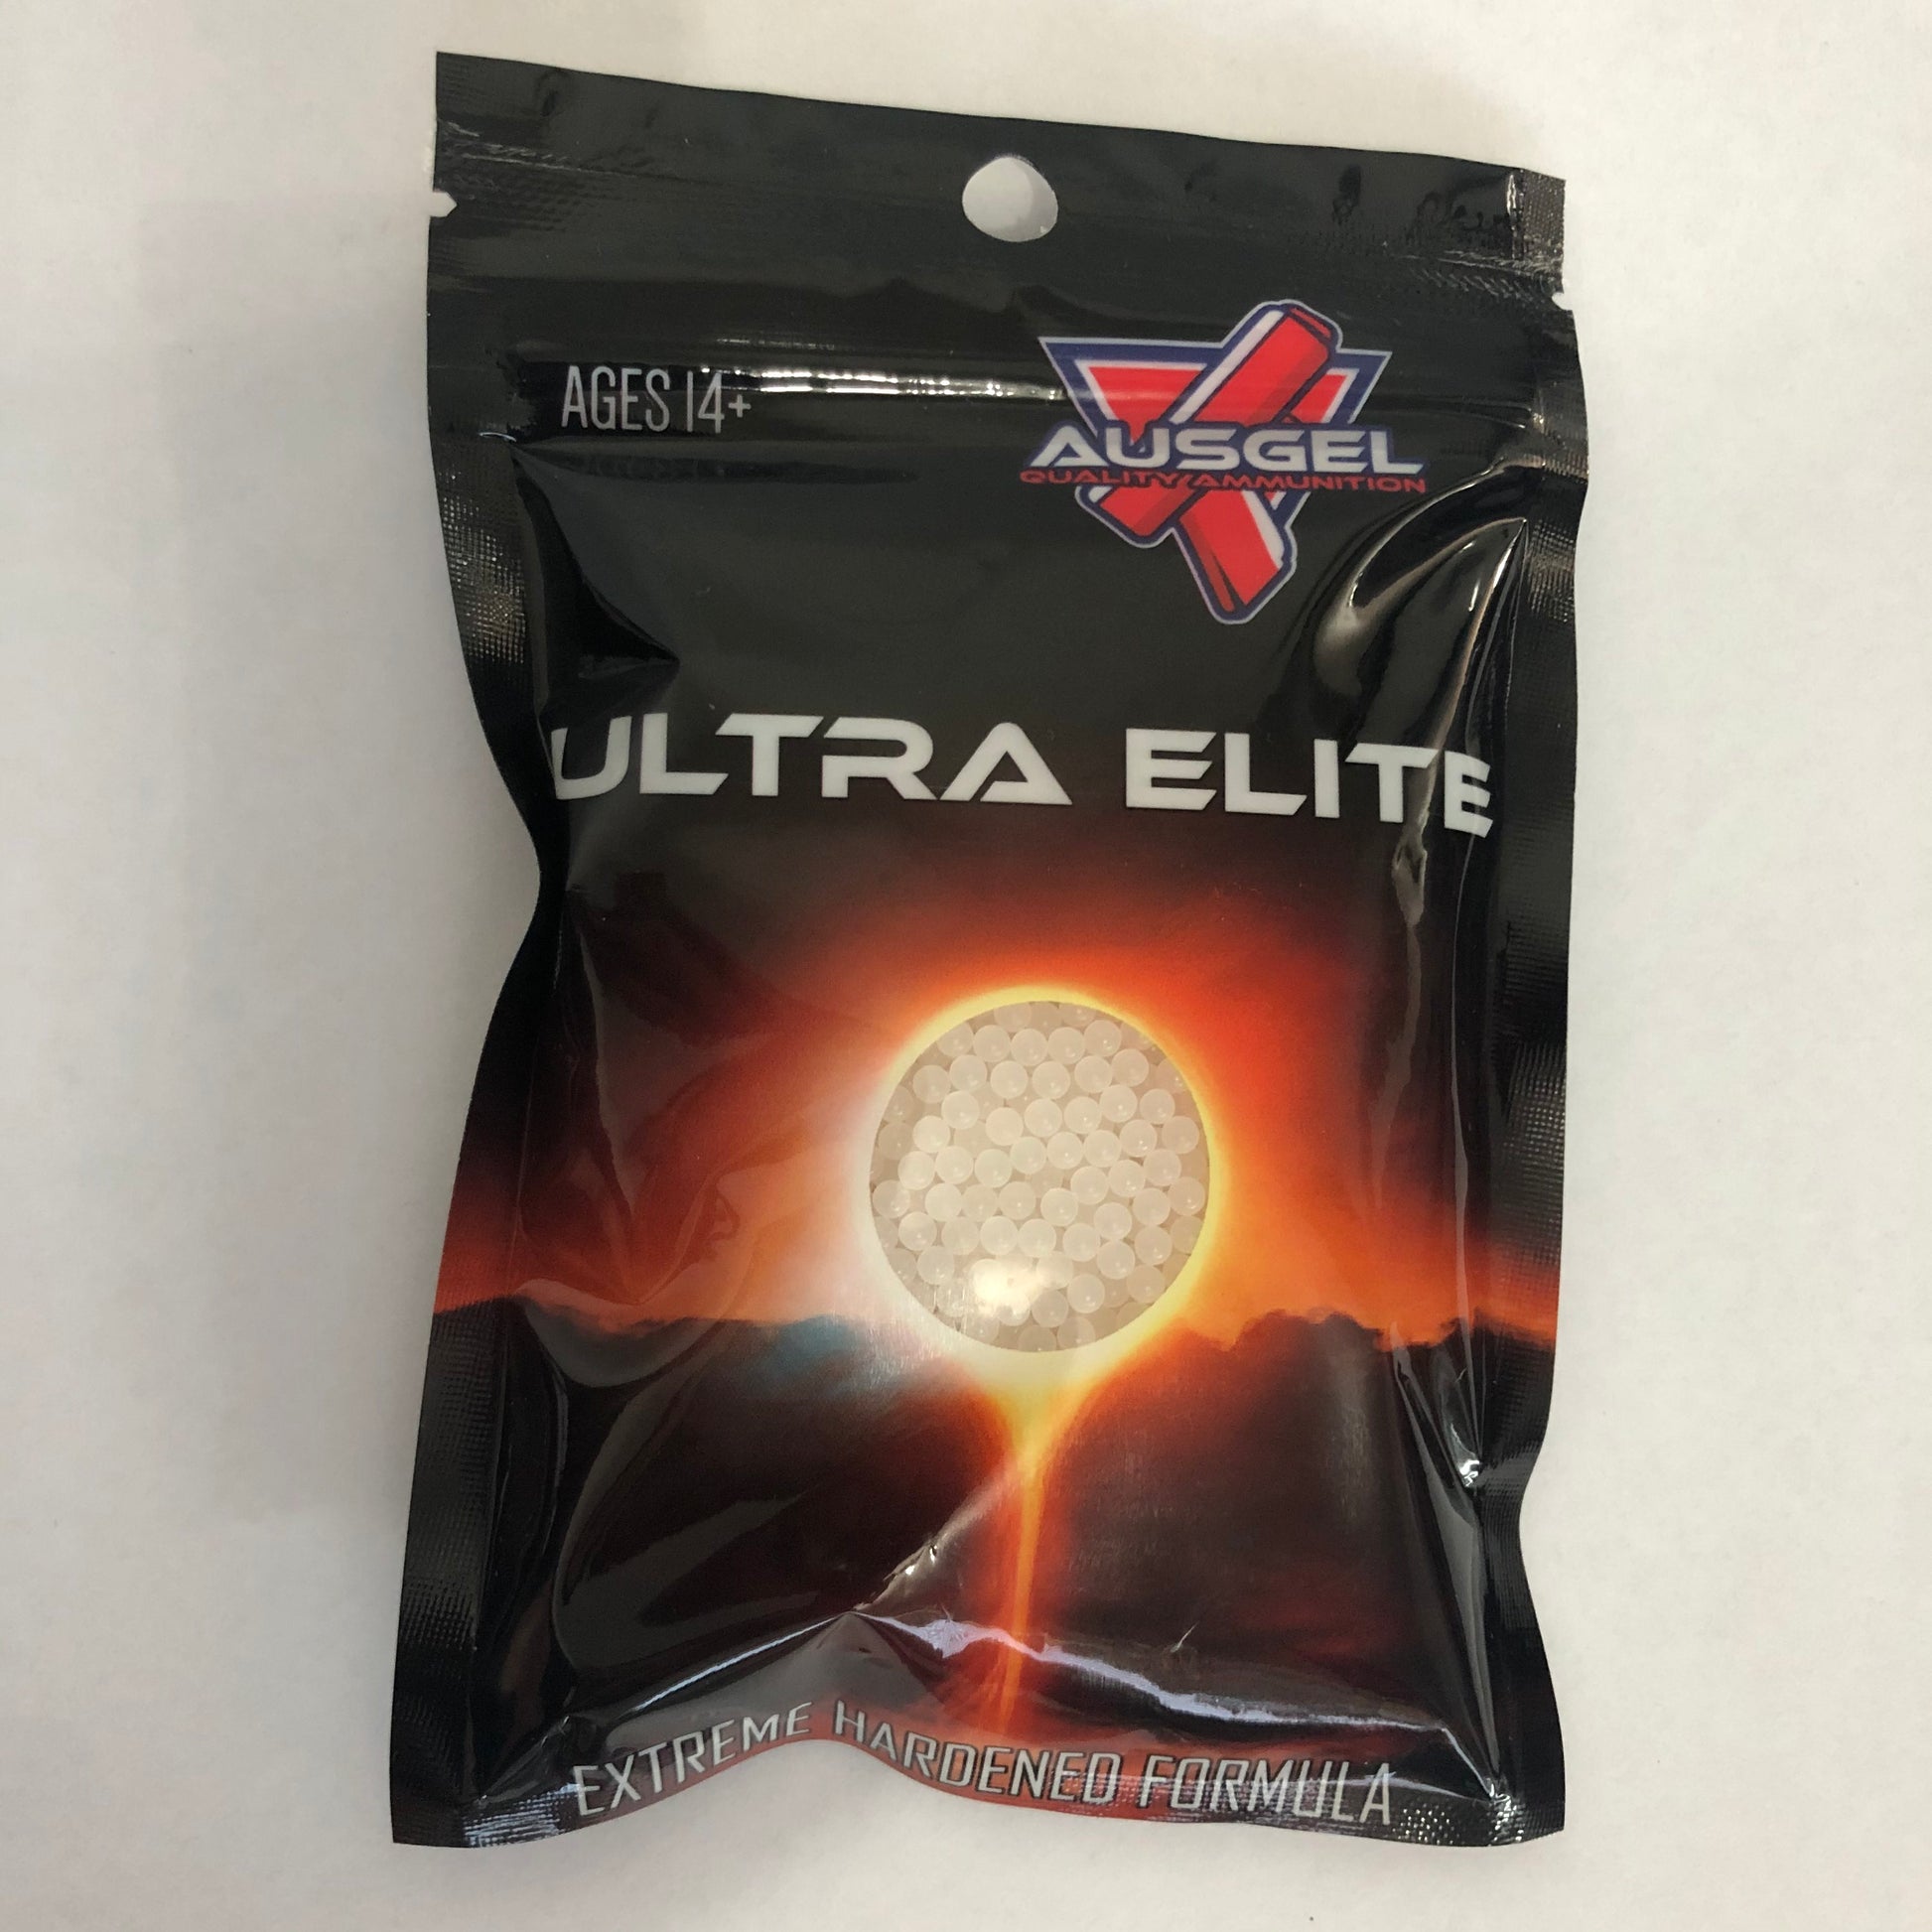 AGES 14+
AUSGEL
QUALITY AMMUNITION
ULTRA ELITE
EXTREME HARDENED FORMULA